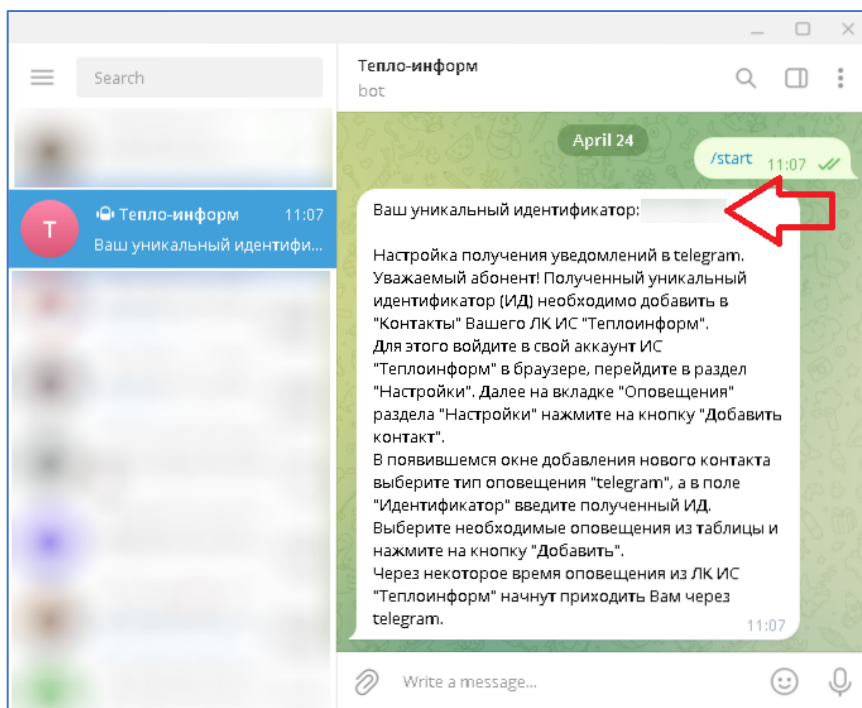 Search
Тепло-информ 11:07
Ваш уникальный идентифи...
Т
Тепло-информ
bot
April 24
/start 11:07
Ваш уникальный идентификатор:
Настройка получения уведомлений в telegram.
Уважаемый абонент! Полученный уникальный
идентификатор (ИД) необходимо добавить в
"Контакты" Вашего ЛК ИС "Теплоинформ".
Для этого войдите в свой аккаунт ИС
"Теплоинформ" в браузере, перейдите в раздел
"Настройки". Далее на вкладке "Оповещения"
раздела "Настройки" нажмите на кнопку "Добавить
контакт".
В появившемся окне добавления нового контакта
выберите тип оповещения "telegram", а в поле
"Идентификатор" введите полученный ИД.
Выберите необходимые оповещения из таблицы и
нажмите на кнопку "Добавить".
Через некоторое время оповещения из ЛК ИС
"Теплоинформ" начнут приходить Вам через
telegram.
11:07
Write a message...